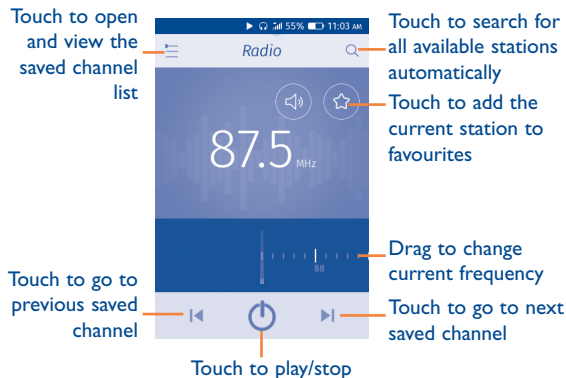 Touch to open
and view the
saved channel
list
55% 11:03 AM
Radio
Touch to search for
all available stations
automatically
Touch to add the
current station to
favourites
87.5 MHz
88
Drag to change
current frequency
Touch to go to
previous saved
channel
Touch to go to next
saved channel
Touch to play/stop